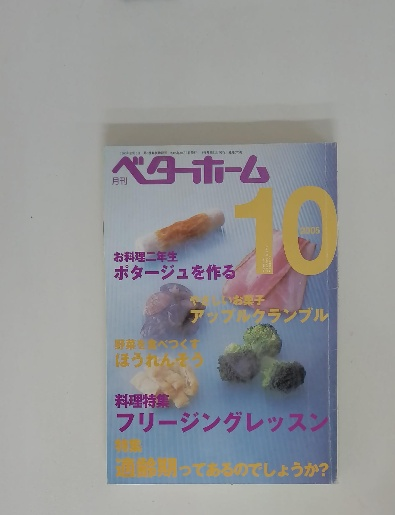 月刊
ベターホーム
10
2005
お料理二年生
ポタージュを作る
やさしいお菓子
アップルクランブル
野菜を食べつくす
ほうれんそう
料理特集
フリージングレッスン
特集
適齢期ってあるのでしょうか?